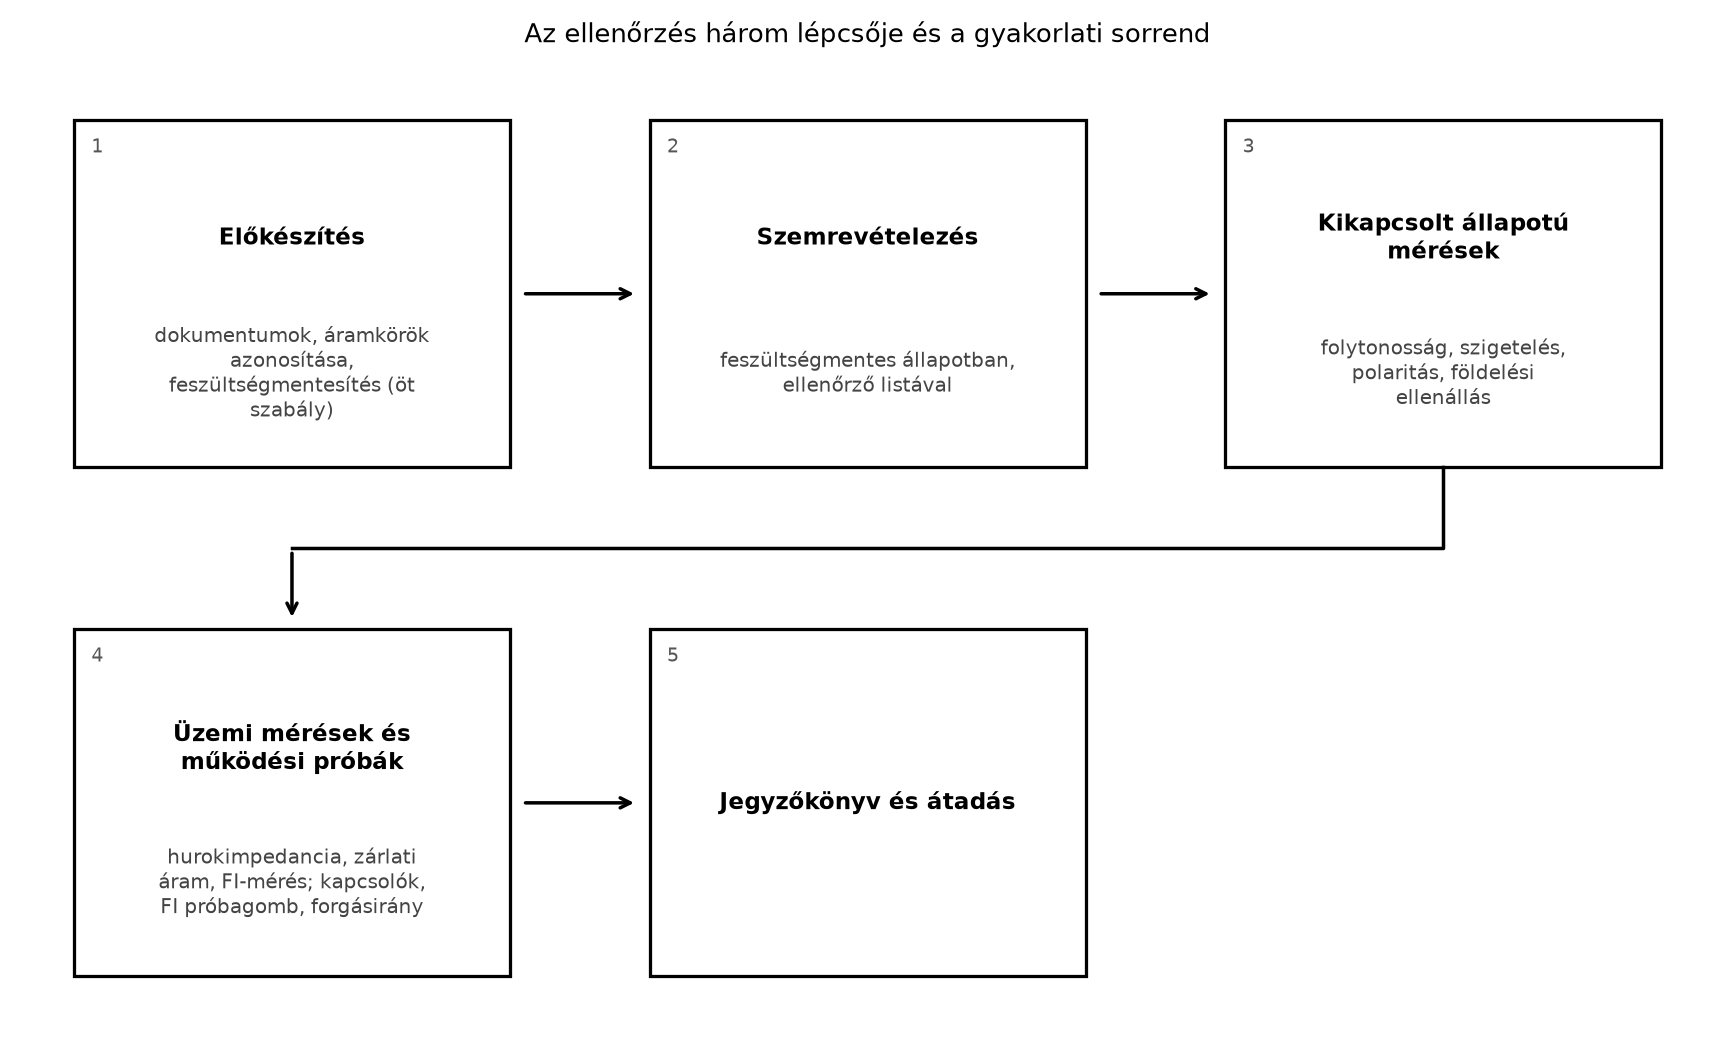 Az ellenőrzés három lépcsője és a gyakorlati sorrend
1
Előkészítés
dokumentumok, áramkörök
azonosítása,
feszültségmentesítés (öt
szabály)
2
Szemrevételezés
feszültségmentes állapotban,
ellenőrző listával
3
Kikapcsolt állapotú
mérések
folytonosság, szigetelés,
polaritás, földelési
ellenállás
4
Üzemi mérések és
működési próbák
hurokimpedancia, zárlati
áram, FI-mérés; kapcsolók,
FI próbagomb, forgásirány
5
Jegyzőkönyv és átadás